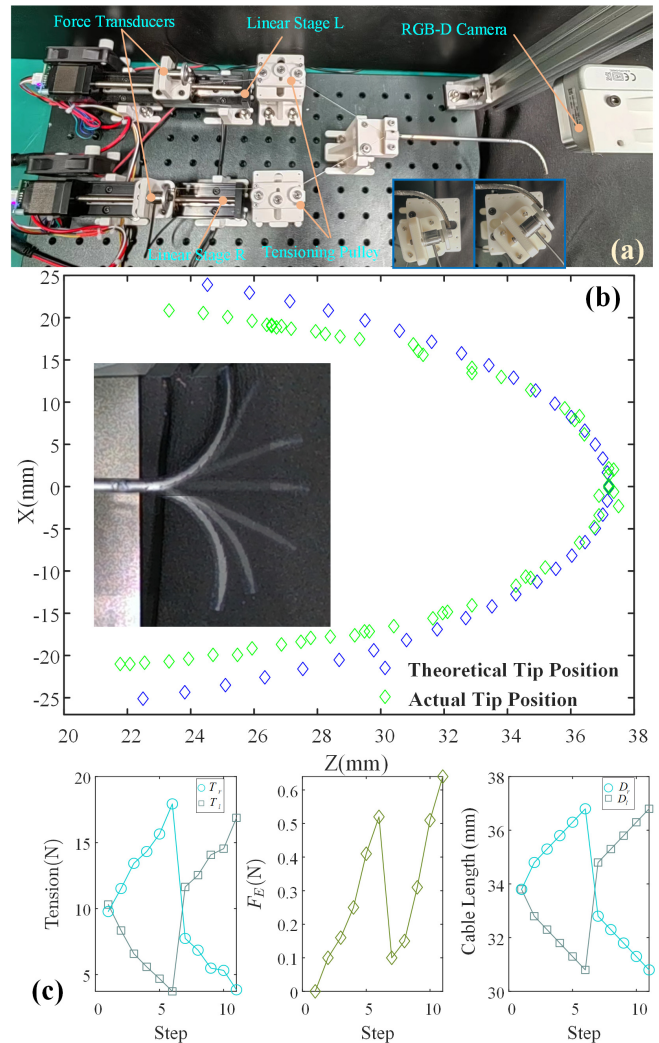 Force Transducers
Linear Stage L
RGB-D Camera
Linear Stage R
Tensioning Pulley
(a)
25
20
15
10
5
0
-5
-10
-15
-20
-25
X(mm)
(b)
Theoretical Tip Position
Actual Tip Position
20
22
24
26
28
30
32
34
36
38
Z(mm)
20
15
10
5
Tension(N)
T_r
T_l
0
5
10
Step
0.6
0.5
0.4
0.3
0.2
0.1
0
F_E(N)
0
5
10
Step
38
36
34
32
30
Cable Length (mm)
D_r
D_l
0
5
10
Step
(c)